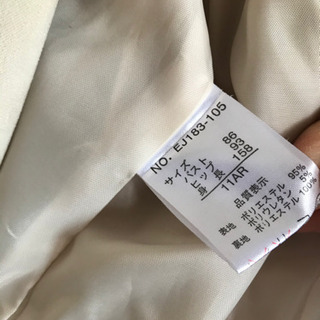 NO. EJ183-105
サイズ
バスト 86
ヒップ 93
身長 158
11AR
品質表示
表地 ポリエステル 95%
ポリウレタン 5%
裏地 ポリエステル 100%